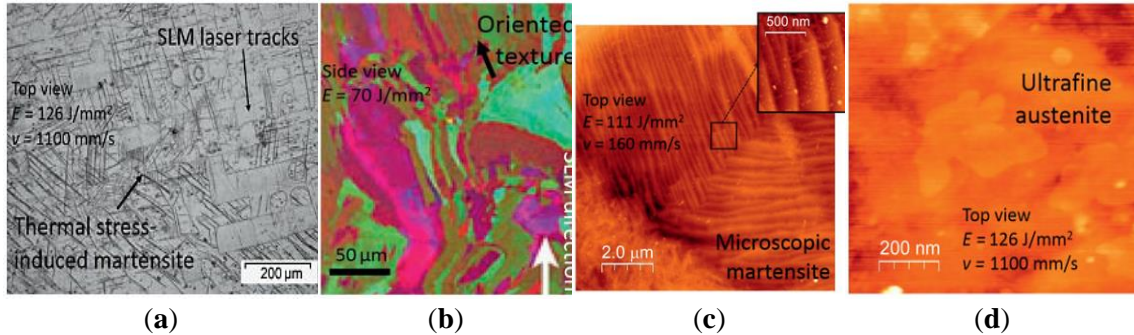 SLM laser tracks
Top view
E = 126 J/mm²
v = 1100 mm/s
Thermal stress-
induced martensite
200 µm
(a)
Oriented
texture
Side view
E = 70 J/mm²
50 µm
SLM direction
(b)
500 nm
Top view
E = 111 J/mm²
v = 160 mm/s
2.0 µm
Microscopic
martensite
(c)
Ultrafine
austenite
Top view
E = 126 J/mm²
v = 1100 mm/s
200 nm
(d)